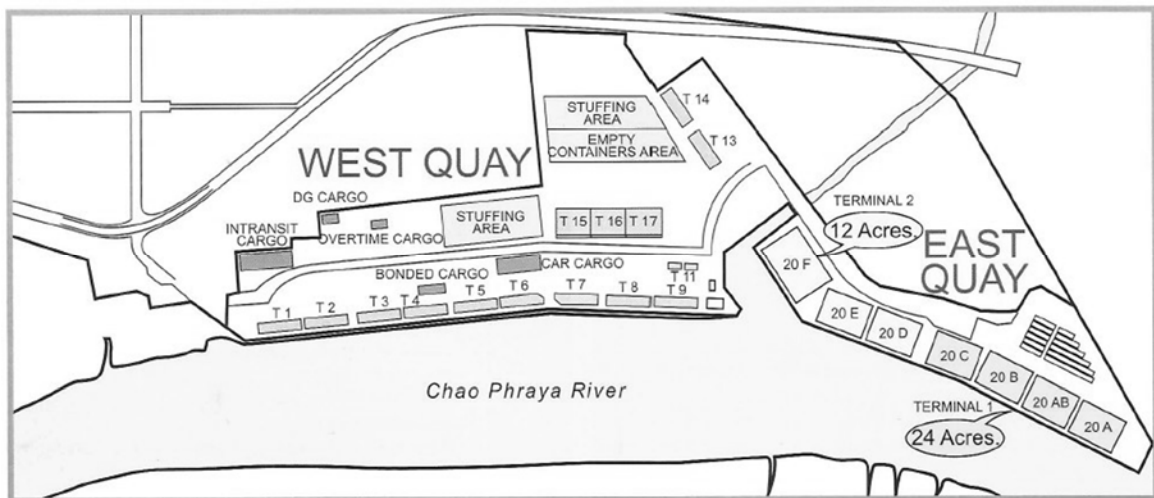 T 14
STUFFING
AREA
EMPTY
CONTAINERS AREA
T 13
WEST QUAY
DG CARGO
TERMINAL 2
12 Acres.
INTRANSIT
CARGO
OVERTIME CARGO
STUFFING
AREA
T 15
T 16
T 17
EAST
QUAY
20 F
BONDED CARGO
CAR CARGO
T 11
T 1
T 2
T 3
T 4
T 5
T 6
T 7
T 8
T 9
20 E
20 D
20 C
20 B
20 AB
20 A
Chao Phraya River
TERMINAL 1
24 Acres.